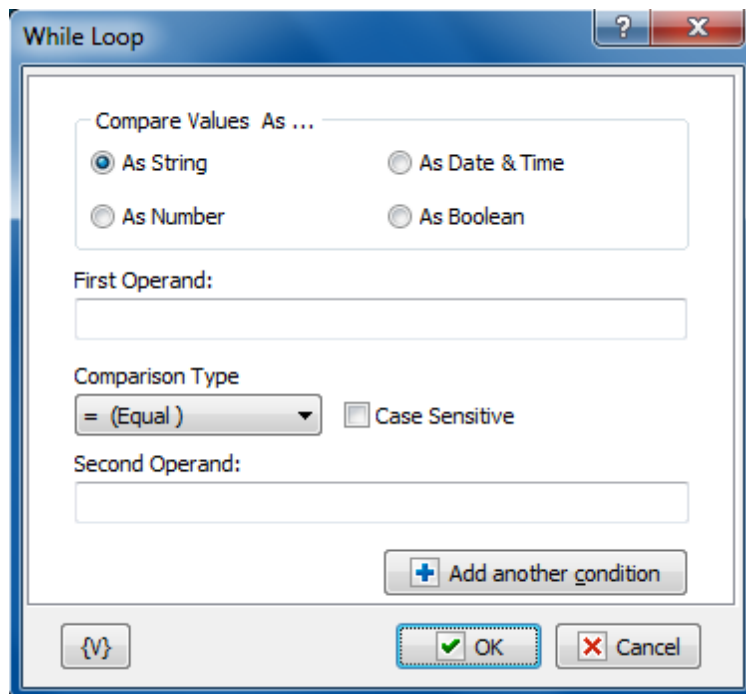 While Loop
?
X
Compare Values As ...
As String
As Date & Time
As Number
As Boolean
First Operand:
Comparison Type
= (Equal )
Case Sensitive
Second Operand:
Add another condition
{V}
OK
Cancel